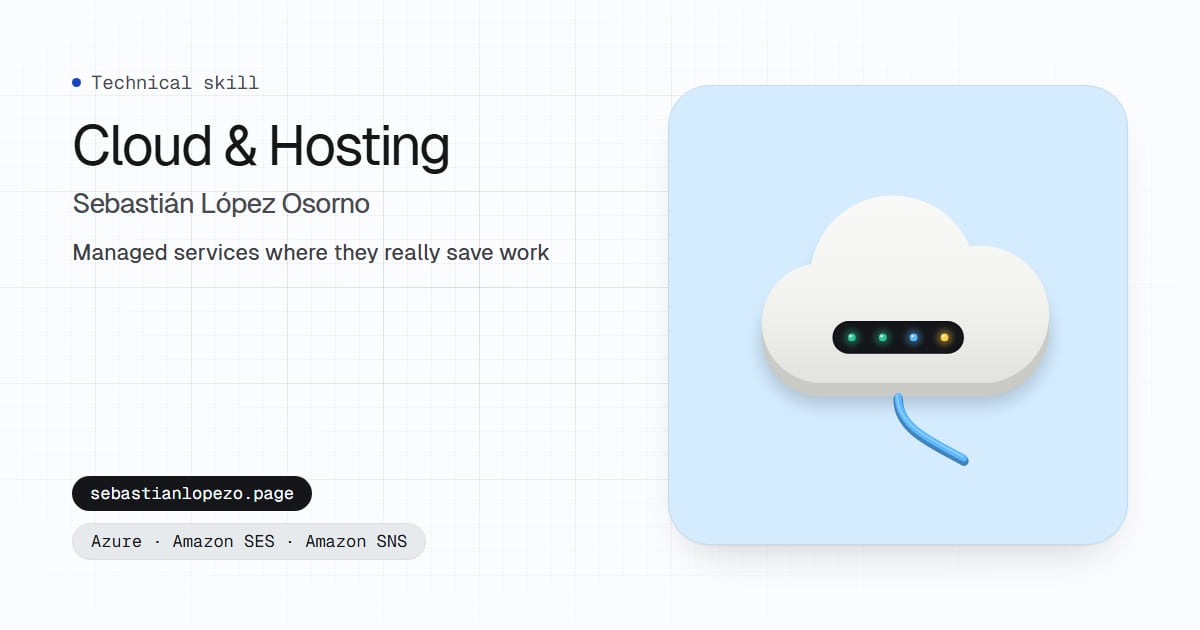 Technical skill
Cloud & Hosting
Sebastián López Osorno
Managed services where they really save work
sebastianlopezo.page
Azure · Amazon SES · Amazon SNS